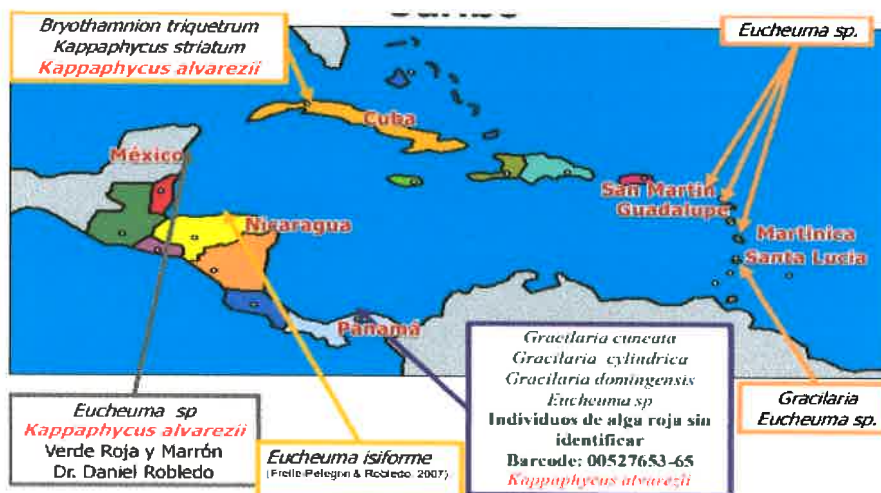 Bryothamnion triquetrum
Kappaphycus striatum
Kappaphycus alvarezii
Eucheuma sp.
Cuba
México
San Martin
Guadalupe
Nicaragua
Martinica
Santa Lucia
Panamá
Gracilaria cuneata
Gracilaria cylindrica
Gracilaria domingensis
Eucheuma sp
Individuos de alga roja sin
identificar
Barcode: 00527653-65
Kappaphycus alvarezii
Gracilaria
Eucheuma sp.
Eucheuma sp
Kappaphycus alvarezii
Verde Roja y Marrón
Dr. Daniel Robledo
Eucheuma isiforme
& Robledo, 2007)